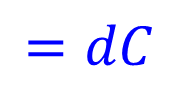 = dC